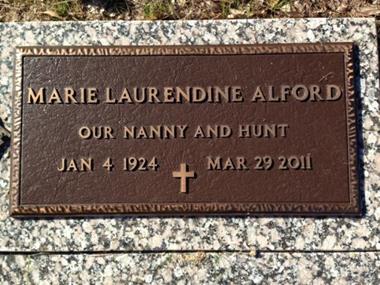 MARIE LAURENDINE ALFORD
OUR NANNY AND HUNT
JAN 4 1924 MAR 29 2011